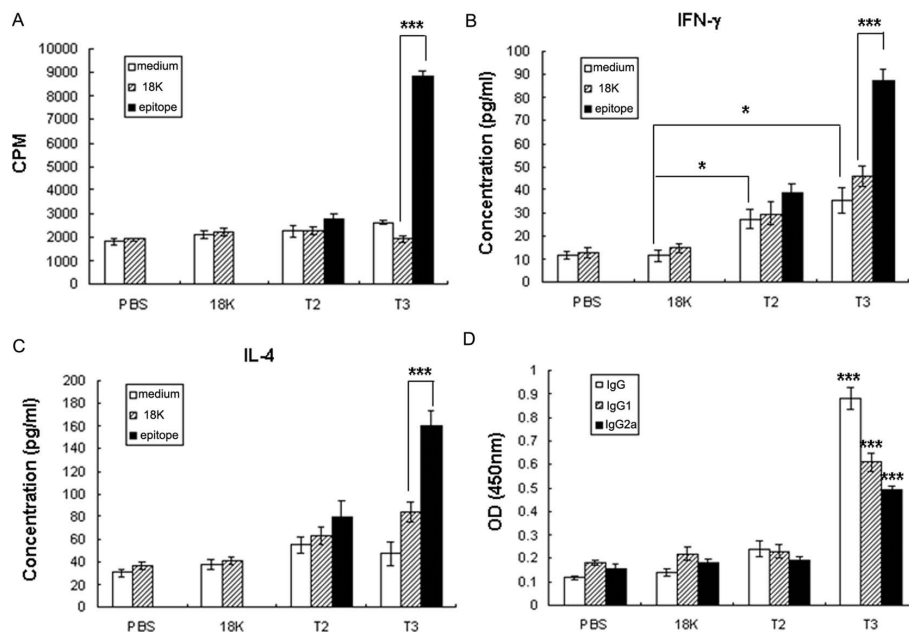 A
***
CPM
10000
9000
8000
7000
6000
5000
4000
3000
2000
1000
0
medium
18K
epitope
PBS 18K T2 T3
B
IFN-γ
***
Concentration (pg/ml)
100
90
80
70
60
50
40
30
20
10
0
medium
18K
epitope
*
*
PBS 18K T2 T3
C
IL-4
***
Concentration (pg/ml)
200
180
160
140
120
100
80
60
40
20
0
medium
18K
epitope
PBS 18K T2 T3
D
OD (450nm)
1
0.9
0.8
0.7
0.6
0.5
0.4
0.3
0.2
0.1
0
IgG
IgG1
IgG2a
***
***
***
PBS 18K T2 T3